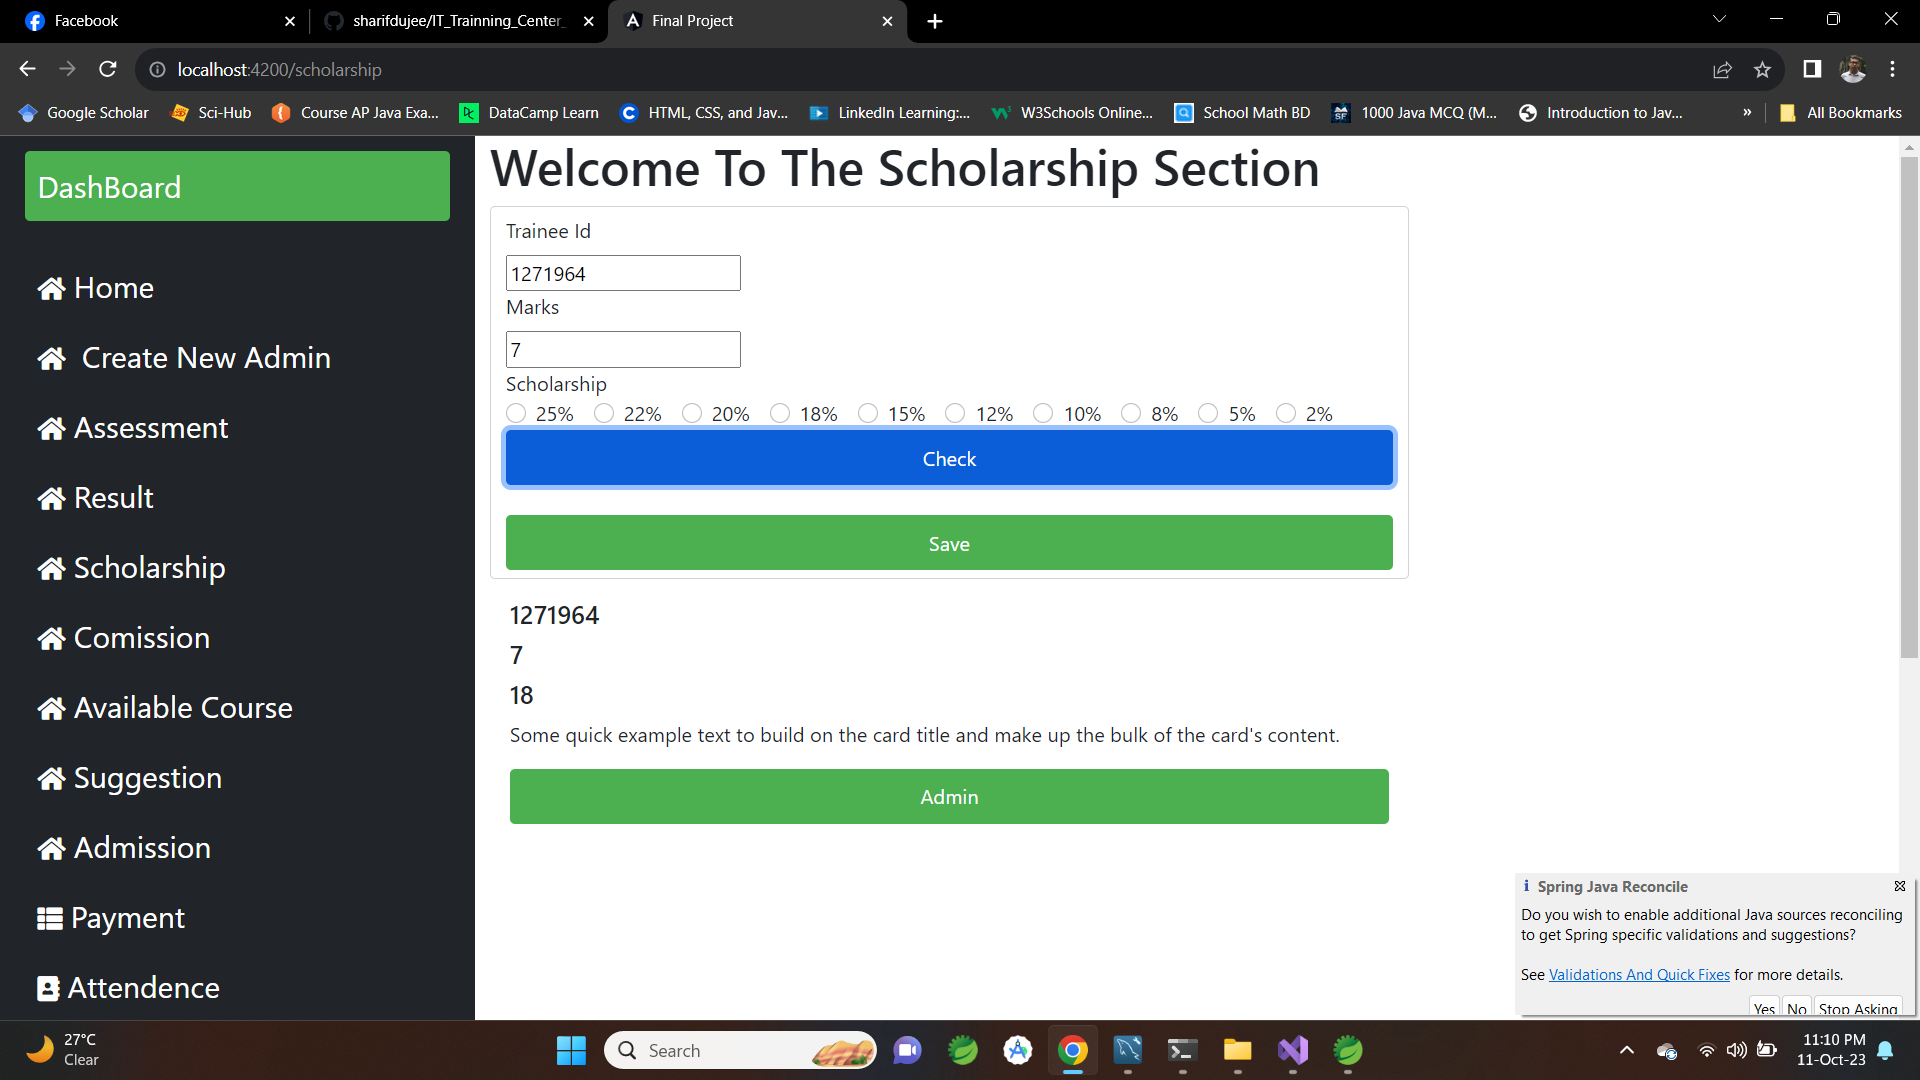 Facebook
sharifdujee/IT_Trainning_Center_
Final Project
localhost:4200/scholarship
Google Scholar
Sci-Hub
Course AP Java Exa...
DataCamp Learn
HTML, CSS, and Jav...
LinkedIn Learning:...
W3Schools Online...
School Math BD
1000 Java MCQ (M...
Introduction to Jav...
»
All Bookmarks
DashBoard
Home
Create New Admin
Assessment
Result
Scholarship
Comission
Available Course
Suggestion
Admission
Payment
Attendence
Welcome To The Scholarship Section
Trainee Id
1271964
Marks
7
Scholarship
25% 22% 20% 18% 15% 12% 10% 8% 5% 2%
Check
Save
1271964
7
18
Some quick example text to build on the card title and make up the bulk of the card's content.
Admin
Spring Java Reconcile
Do you wish to enable additional Java sources reconciling
to get Spring specific validations and suggestions?
See Validations And Quick Fixes for more details.
Yes No Stop Asking
27°C
Clear
Search
11:10 PM
11-Oct-23